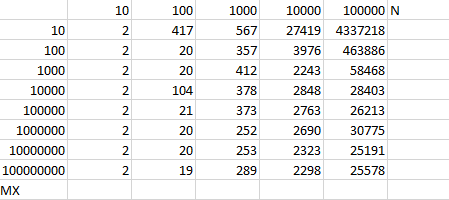 10 100 1000 10000 100000 N
10 2 417 567 27419 4337218
100 2 20 357 3976 463886
1000 2 20 412 2243 58468
10000 2 104 378 2848 28403
100000 2 21 373 2763 26213
1000000 2 20 252 2690 30775
10000000 2 20 253 2323 25191
100000000 2 19 289 2298 25578
MX